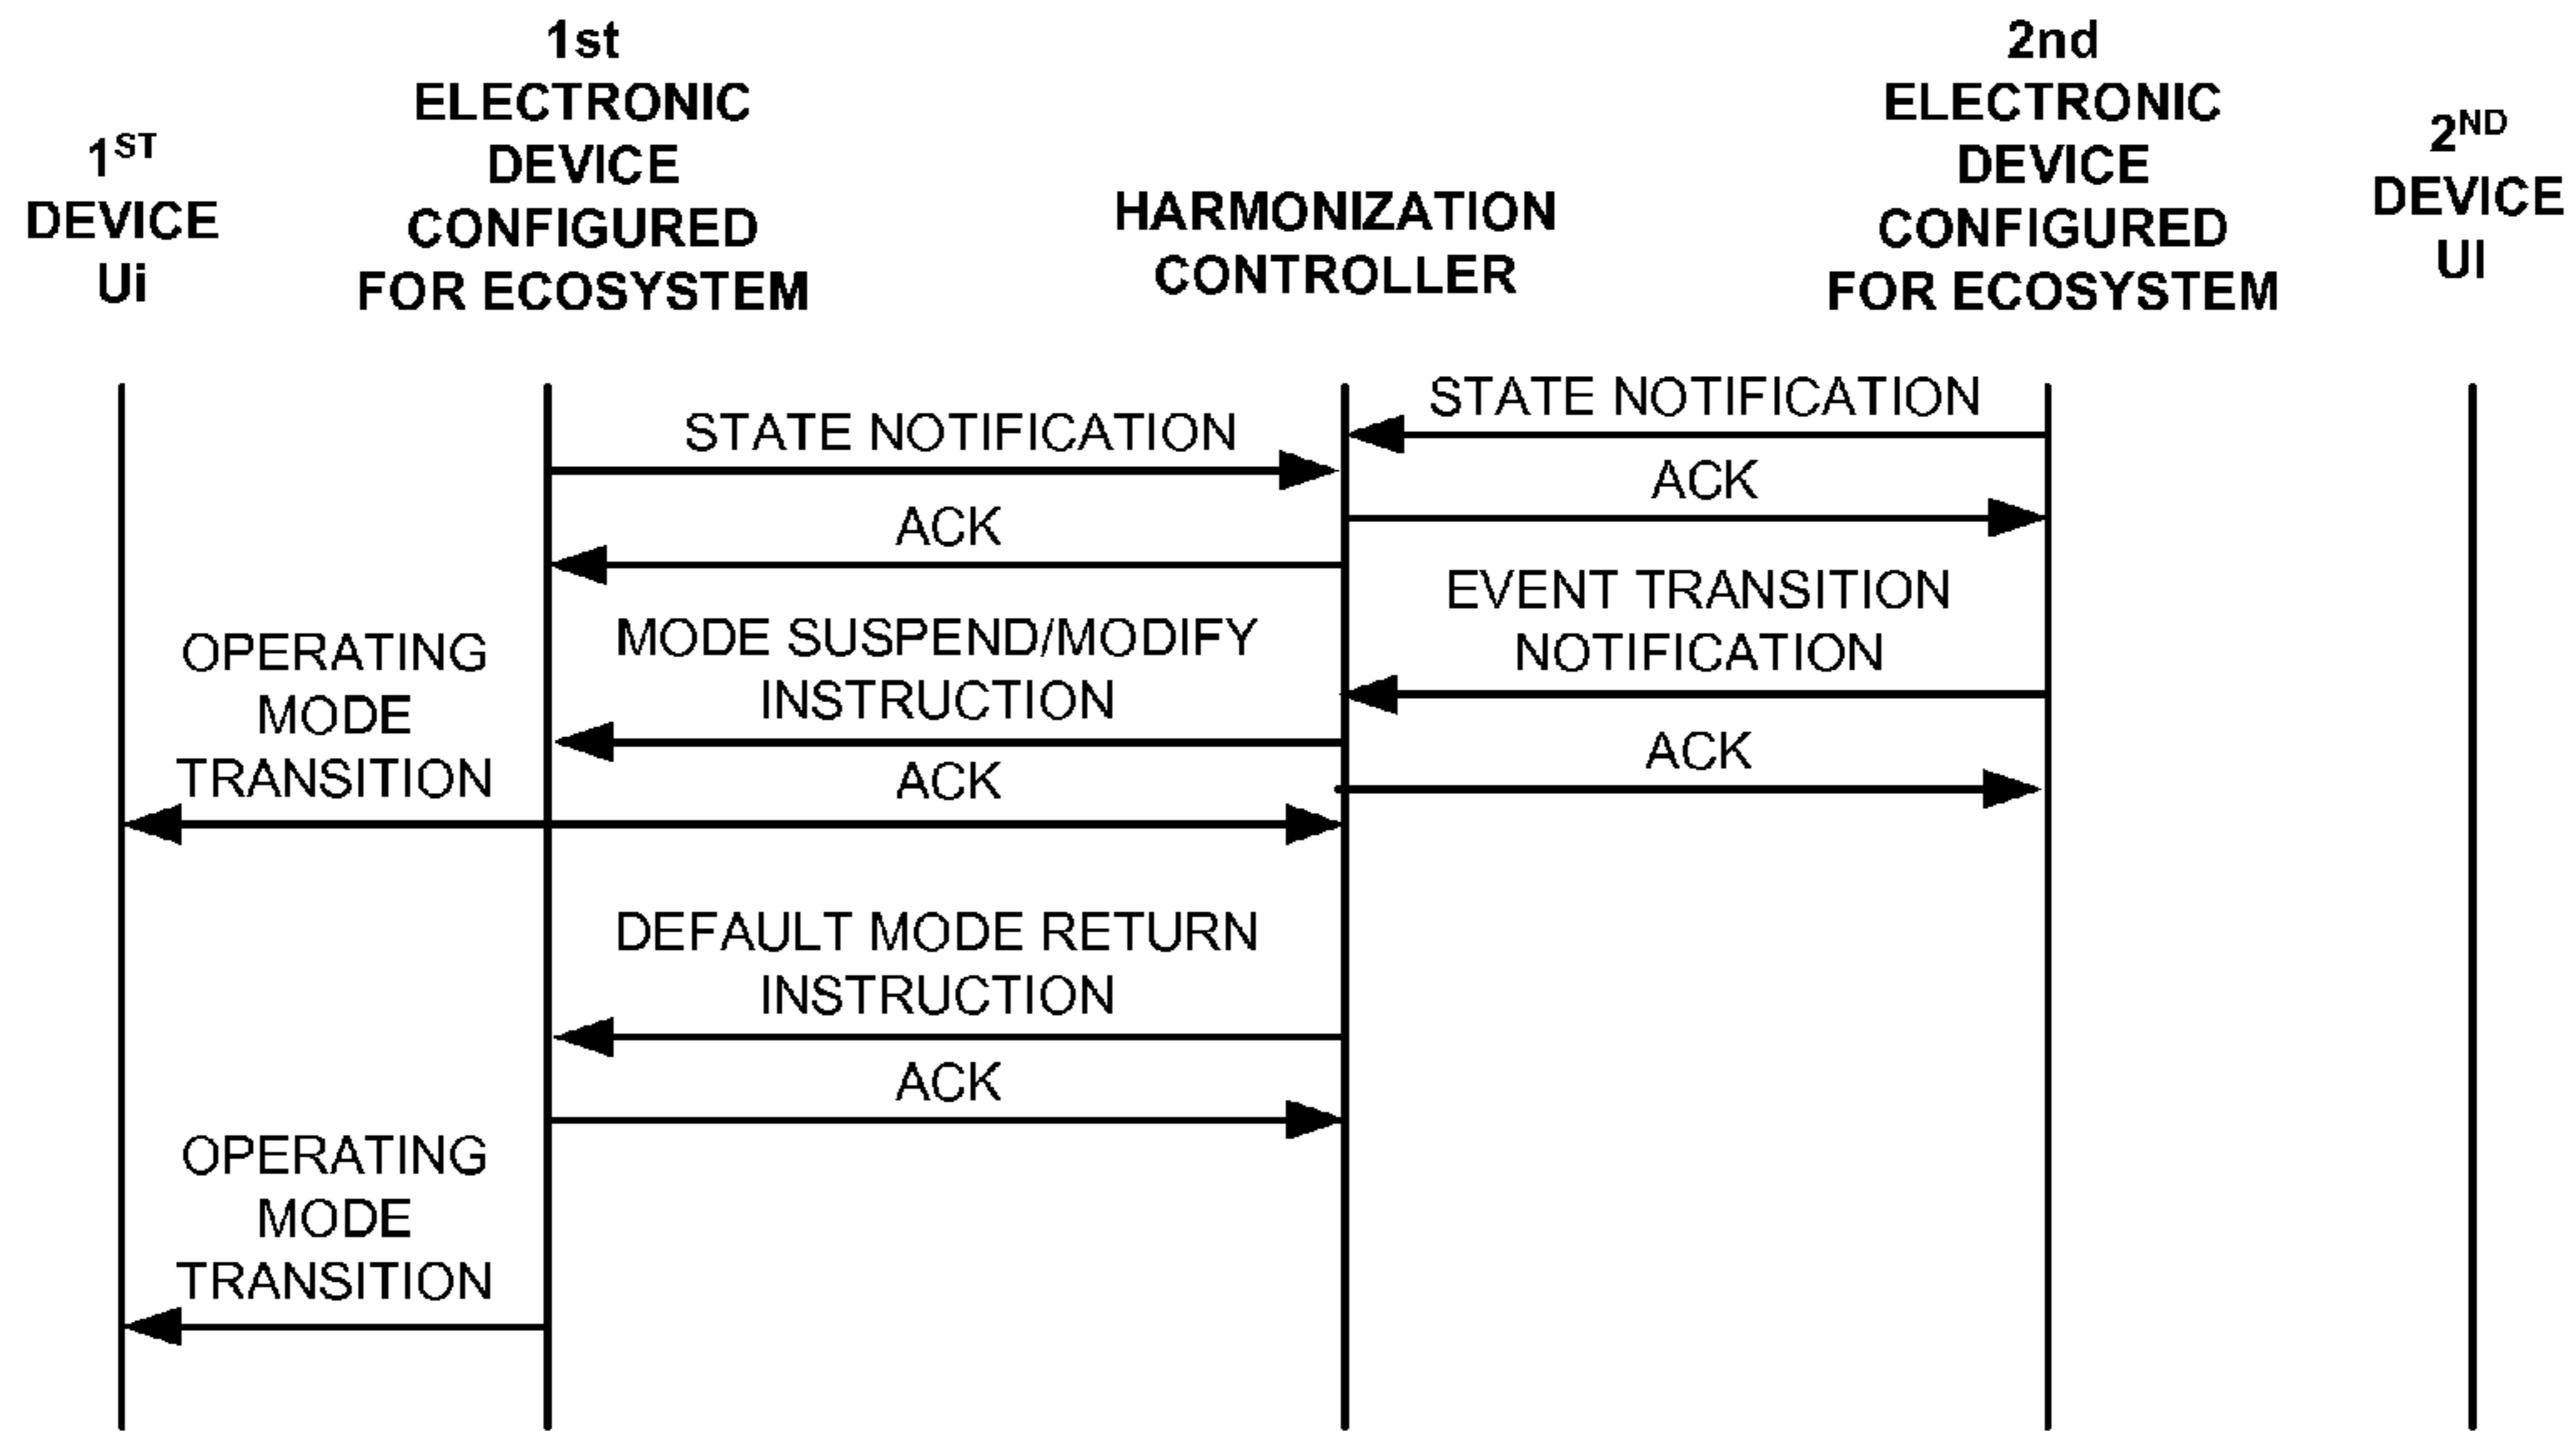 1ST
DEVICE
Ui
1st
ELECTRONIC
DEVICE
CONFIGURED
FOR ECOSYSTEM
HARMONIZATION
CONTROLLER
2nd
ELECTRONIC
DEVICE
CONFIGURED
FOR ECOSYSTEM
2ND
DEVICE
UI
STATE NOTIFICATION
STATE NOTIFICATION
ACK
ACK
EVENT TRANSITION
NOTIFICATION
MODE SUSPEND/MODIFY
INSTRUCTION
OPERATING
MODE
TRANSITION
ACK
ACK
DEFAULT MODE RETURN
INSTRUCTION
ACK
OPERATING
MODE
TRANSITION